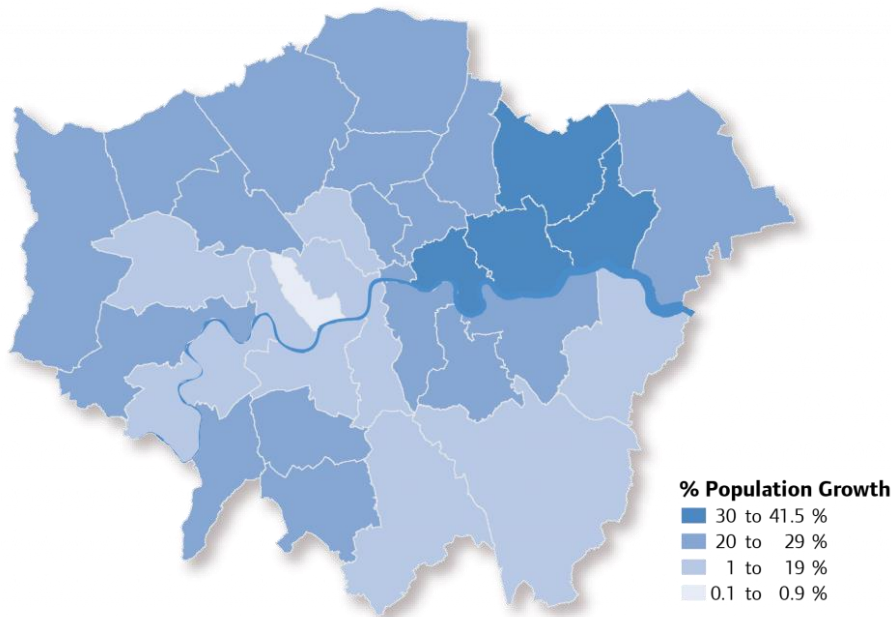 % Population Growth
30 to 41.5 %
20 to 29 %
1 to 19 %
0.1 to 0.9 %